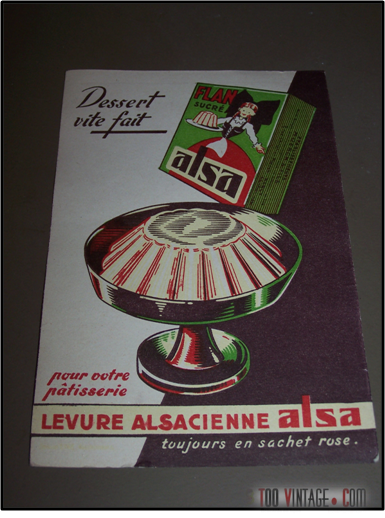 Dessert
vite fait
FLAN
SUCRÉ
alsa
pour votre
pâtisserie
LEVURE ALSACIENNE alsa
toujours en sachet rose.
TOO VINTAGE.COM